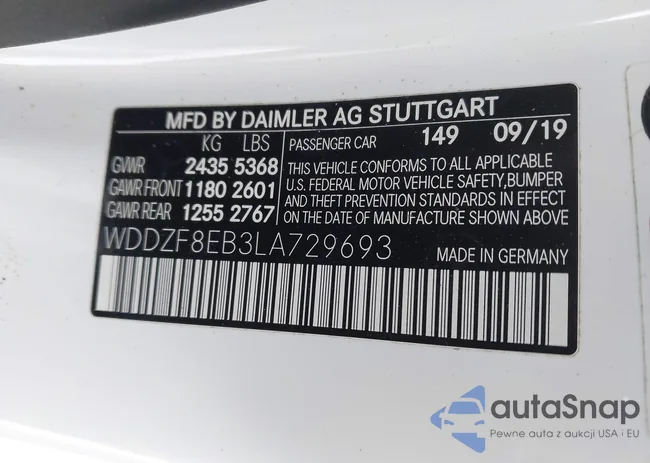 MFD BY DAIMLER AG STUTTGART
KG LBS PASSENGER CAR 149 09/19
GVWR 2435 5368 THIS VEHICLE CONFORMS TO ALL APPLICABLE
GAWR FRONT 1180 2601 U.S. FEDERAL MOTOR VEHICLE SAFETY, BUMPER
GAWR REAR 1255 2767 AND THEFT PREVENTION STANDARDS IN EFFECT
ON THE DATE OF MANUFACTURE SHOWN ABOVE.
WDDZF8EB3LA729693 MADE IN GERMANY
autaSnap
Pewne auta z aukcji USA i EU